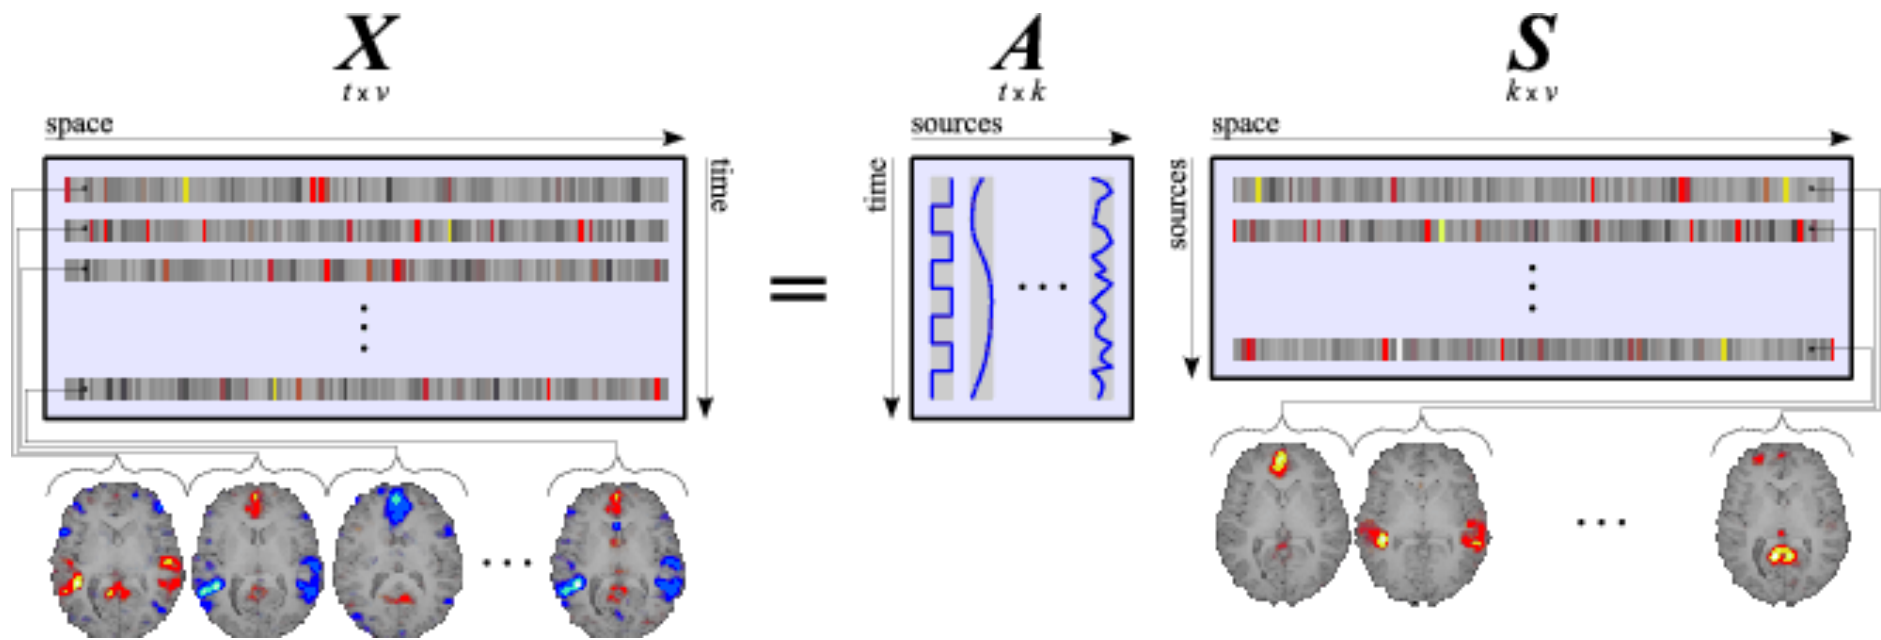 X
t x v
space
time
=
A
t x k
sources
time
S
k x v
space
sources